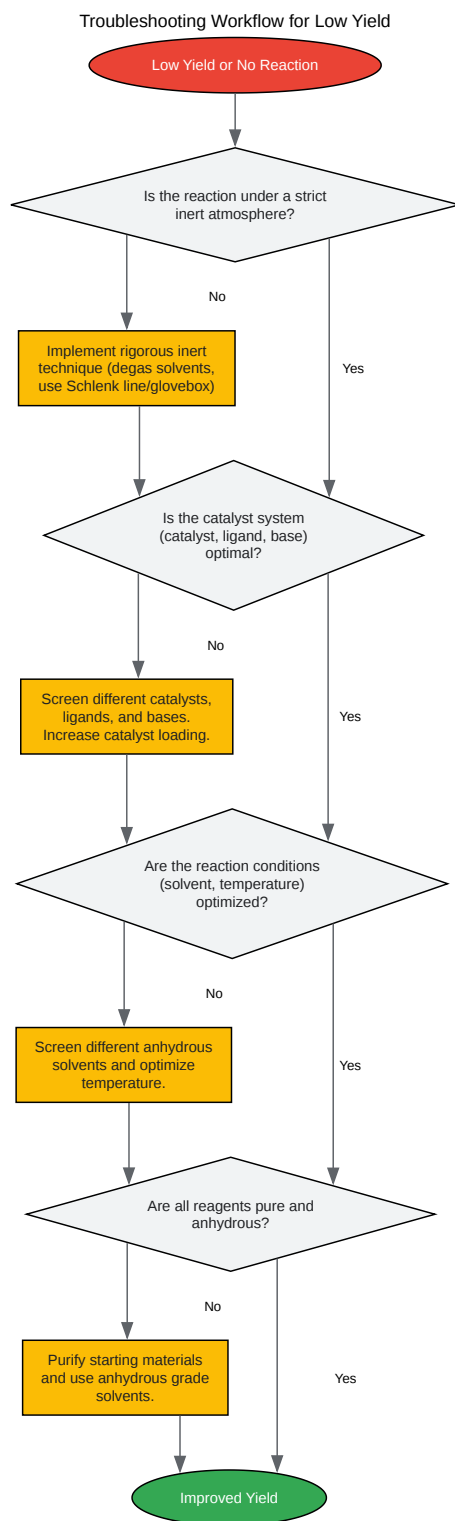 Troubleshooting Workflow for Low Yield
Low Yield or No Reaction
Is the reaction under a strict
inert atmosphere?
No
Implement rigorous inert
technique (degas solvents,
use Schlenk line/glovebox)
Yes
Is the catalyst system
(catalyst, ligand, base)
optimal?
No
Screen different catalysts,
ligands, and bases.
Increase catalyst loading.
Yes
Are the reaction conditions
(solvent, temperature)
optimized?
No
Screen different anhydrous
solvents and optimize
temperature.
Yes
Are all reagents pure and
anhydrous?
No
Purify starting materials
and use anhydrous grade
solvents.
Yes
Improved Yield